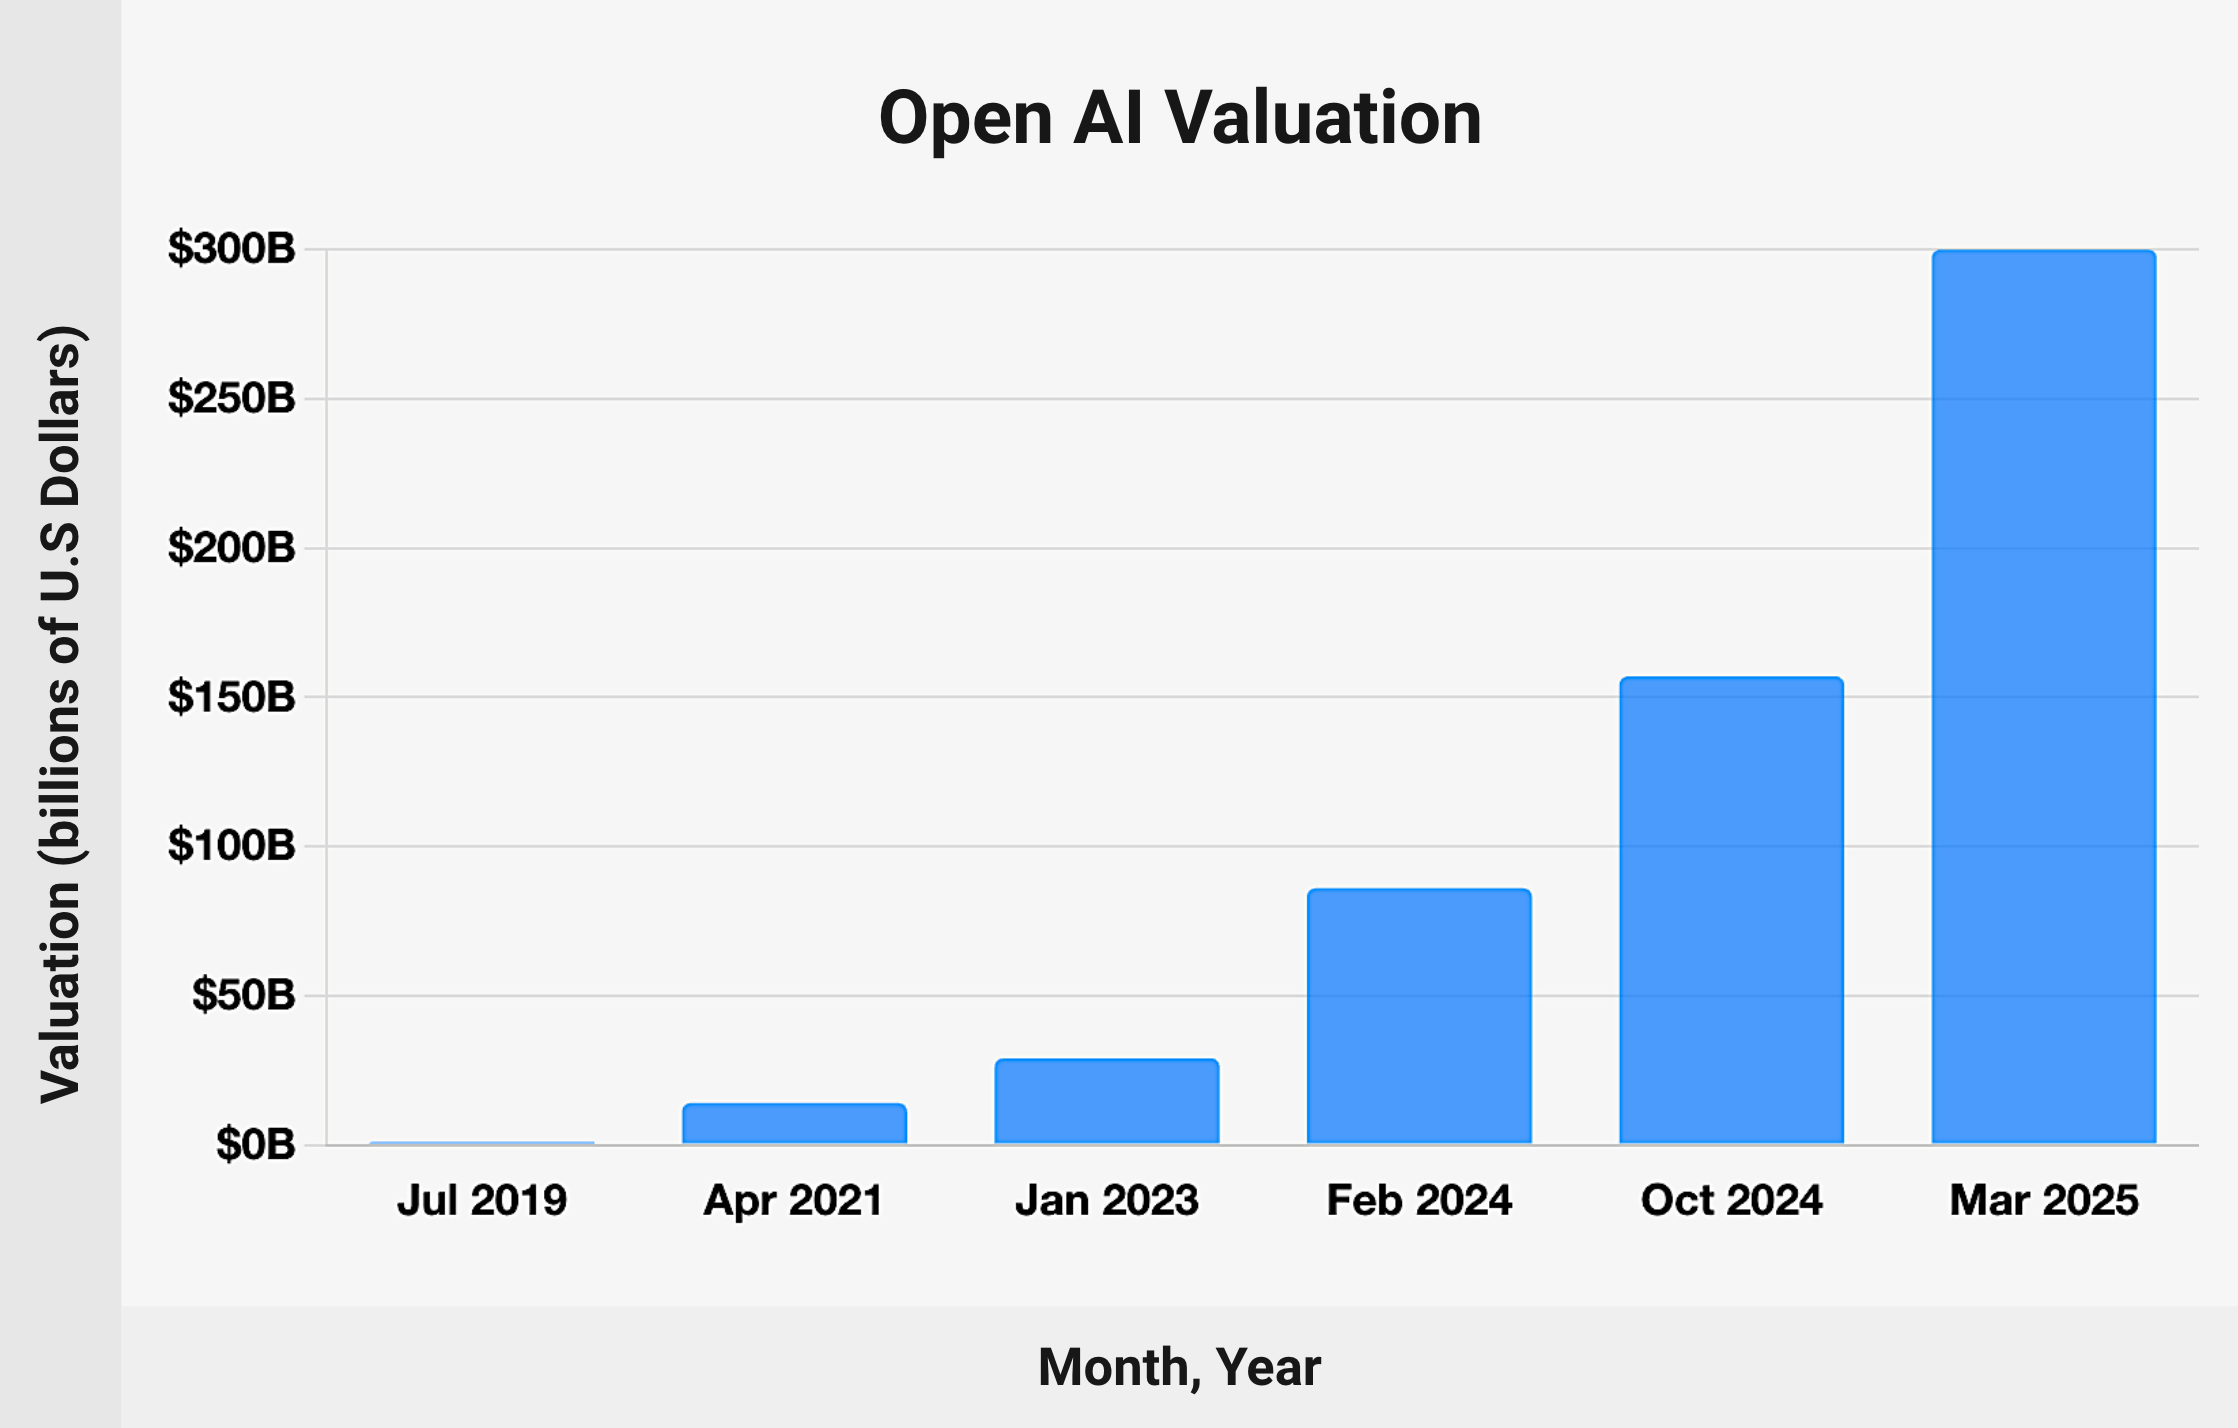 Open AI Valuation
Valuation (billions of U.S Dollars)
$300B
$250B
$200B
$150B
$100B
$50B
$0B
Jul 2019 Apr 2021 Jan 2023 Feb 2024 Oct 2024 Mar 2025
Month, Year